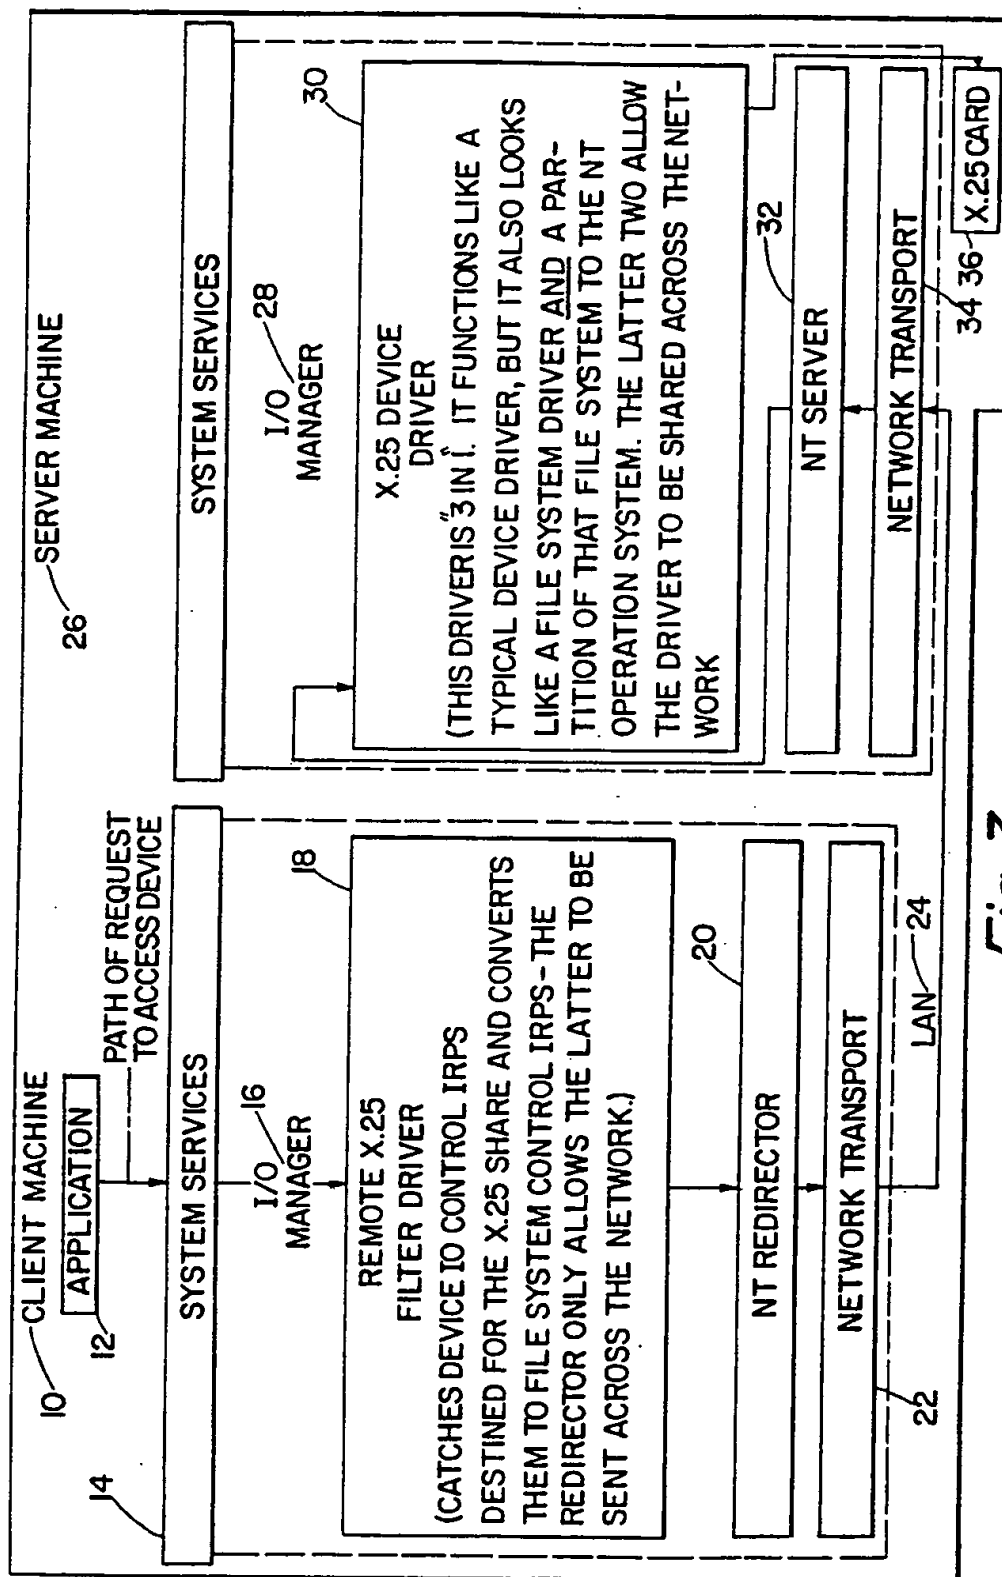 CLIENT MACHINE
10
APPLICATION
12
PATH OF REQUEST
TO ACCESS DEVICE
14
SYSTEM SERVICES
I/O
MANAGER
16
18
REMOTE X.25
FILTER DRIVER
(CATCHES DEVICE IO CONTROL IRPS
DESTINED FOR THE X.25 SHARE AND CONVERTS
THEM TO FILE SYSTEM CONTROL IRPS-THE
REDIRECTOR ONLY ALLOWS THE LATTER TO BE
SENT ACROSS THE NETWORK.)
20
NT REDIRECTOR
NETWORK TRANSPORT
22
LAN
24
SERVER MACHINE
26
SYSTEM SERVICES
I/O
MANAGER
28
30
X.25 DEVICE
DRIVER
(THIS DRIVER IS "3 IN 1". IT FUNCTIONS LIKE A
TYPICAL DEVICE DRIVER, BUT IT ALSO LOOKS
LIKE A FILE SYSTEM DRIVER AND A PAR-
TITION OF THAT FILE SYSTEM TO THE NT
OPERATION SYSTEM. THE LATTER TWO ALLOW
THE DRIVER TO BE SHARED ACROSS THE NET-
WORK
32
NT SERVER
NETWORK TRANSPORT
34
36
X.25 CARD